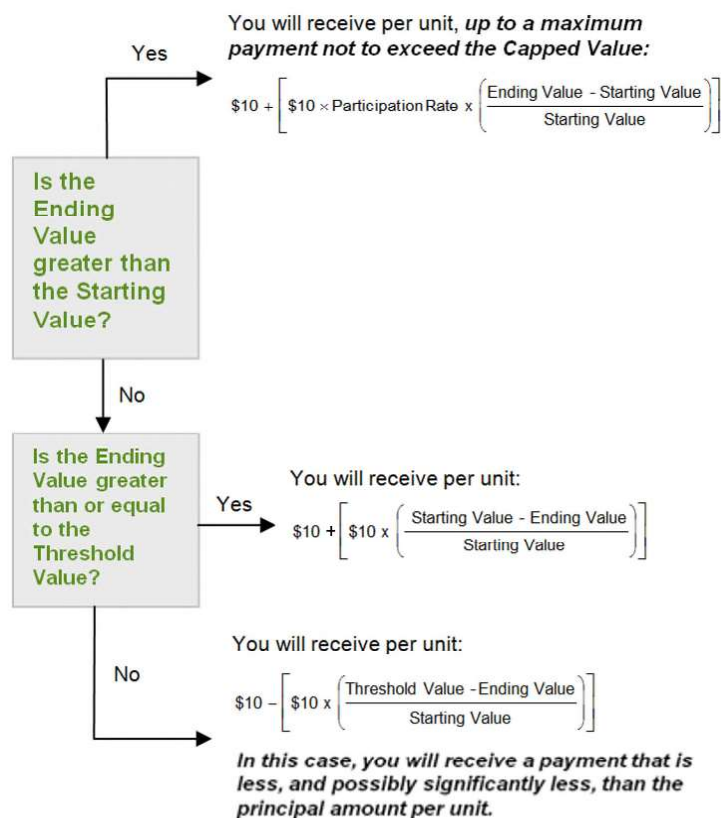 You will receive per unit, up to a maximum
payment not to exceed the Capped Value:
Yes
$10 + [ $10 × Participation Rate x ( Ending Value - Starting Value
Starting Value ) ]
Is the
Ending
Value
greater than
the Starting
Value?
No
Is the Ending
Value greater
than or equal
to the
Threshold
Value?
Yes
You will receive per unit:
$10 + [ $10 x ( Starting Value - Ending Value
Starting Value ) ]
No
You will receive per unit:
$10 − [ $10 x ( Threshold Value - Ending Value
Starting Value ) ]
In this case, you will receive a payment that is
less, and possibly significantly less, than the
principal amount per unit.